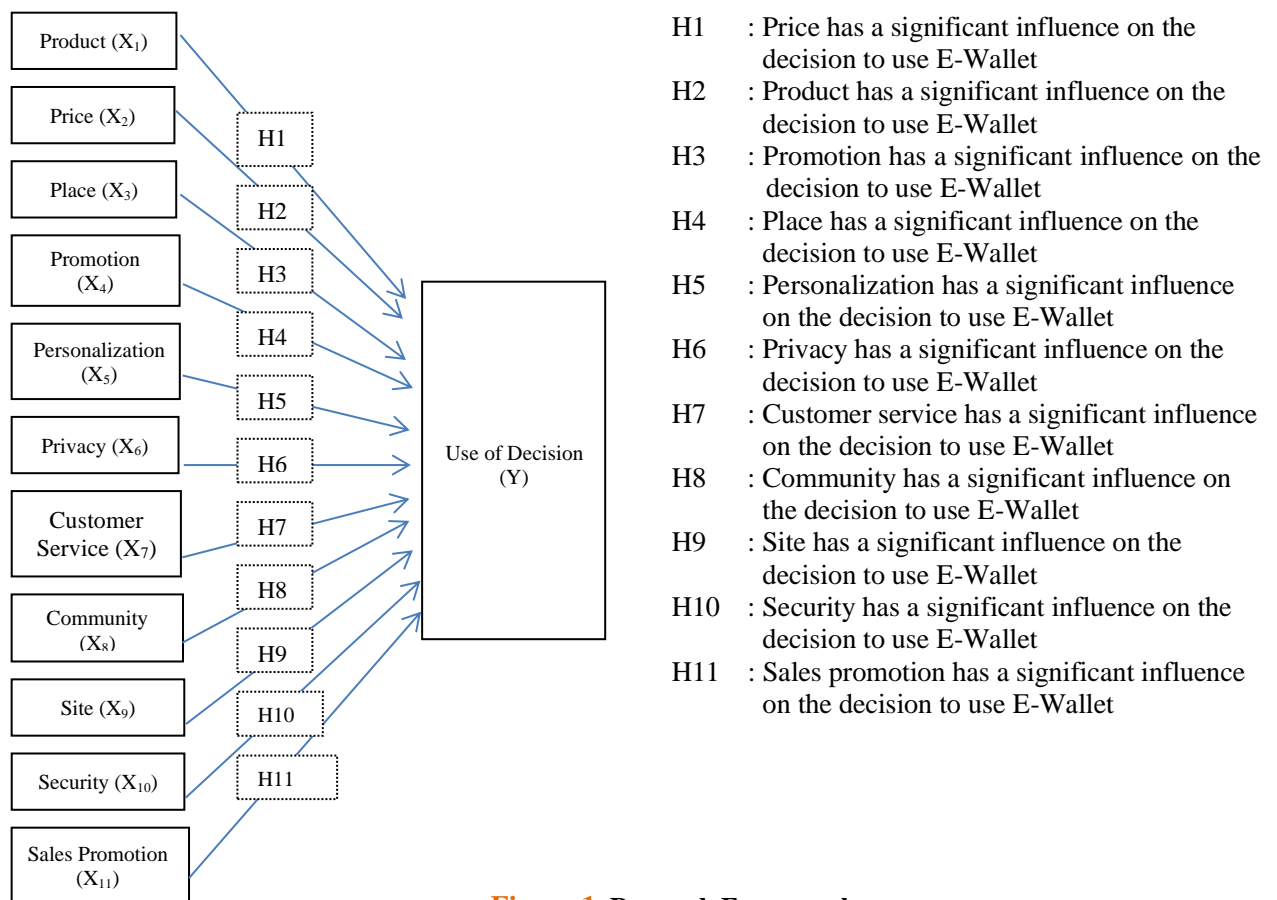 Product (X₁)
Price (X₂)
Place (X₃)
Promotion
(X₄)
Personalization
(X₅)
Privacy (X₆)
Customer
Service (X₇)
Community
(X₈)
Site (X₉)
Security (X₁₀)
Sales Promotion
(X₁₁)
H1
H2
H3
H4
H5
H6
H7
H8
H9
H10
H11
Use of Decision
(Y)
H1 : Price has a significant influence on the
decision to use E-Wallet
H2 : Product has a significant influence on the
decision to use E-Wallet
H3 : Promotion has a significant influence on the
decision to use E-Wallet
H4 : Place has a significant influence on the
decision to use E-Wallet
H5 : Personalization has a significant influence
on the decision to use E-Wallet
H6 : Privacy has a significant influence on the
decision to use E-Wallet
H7 : Customer service has a significant influence
on the decision to use E-Wallet
H8 : Community has a significant influence on
the decision to use E-Wallet
H9 : Site has a significant influence on the
decision to use E-Wallet
H10 : Security has a significant influence on the
decision to use E-Wallet
H11 : Sales promotion has a significant influence
on the decision to use E-Wallet